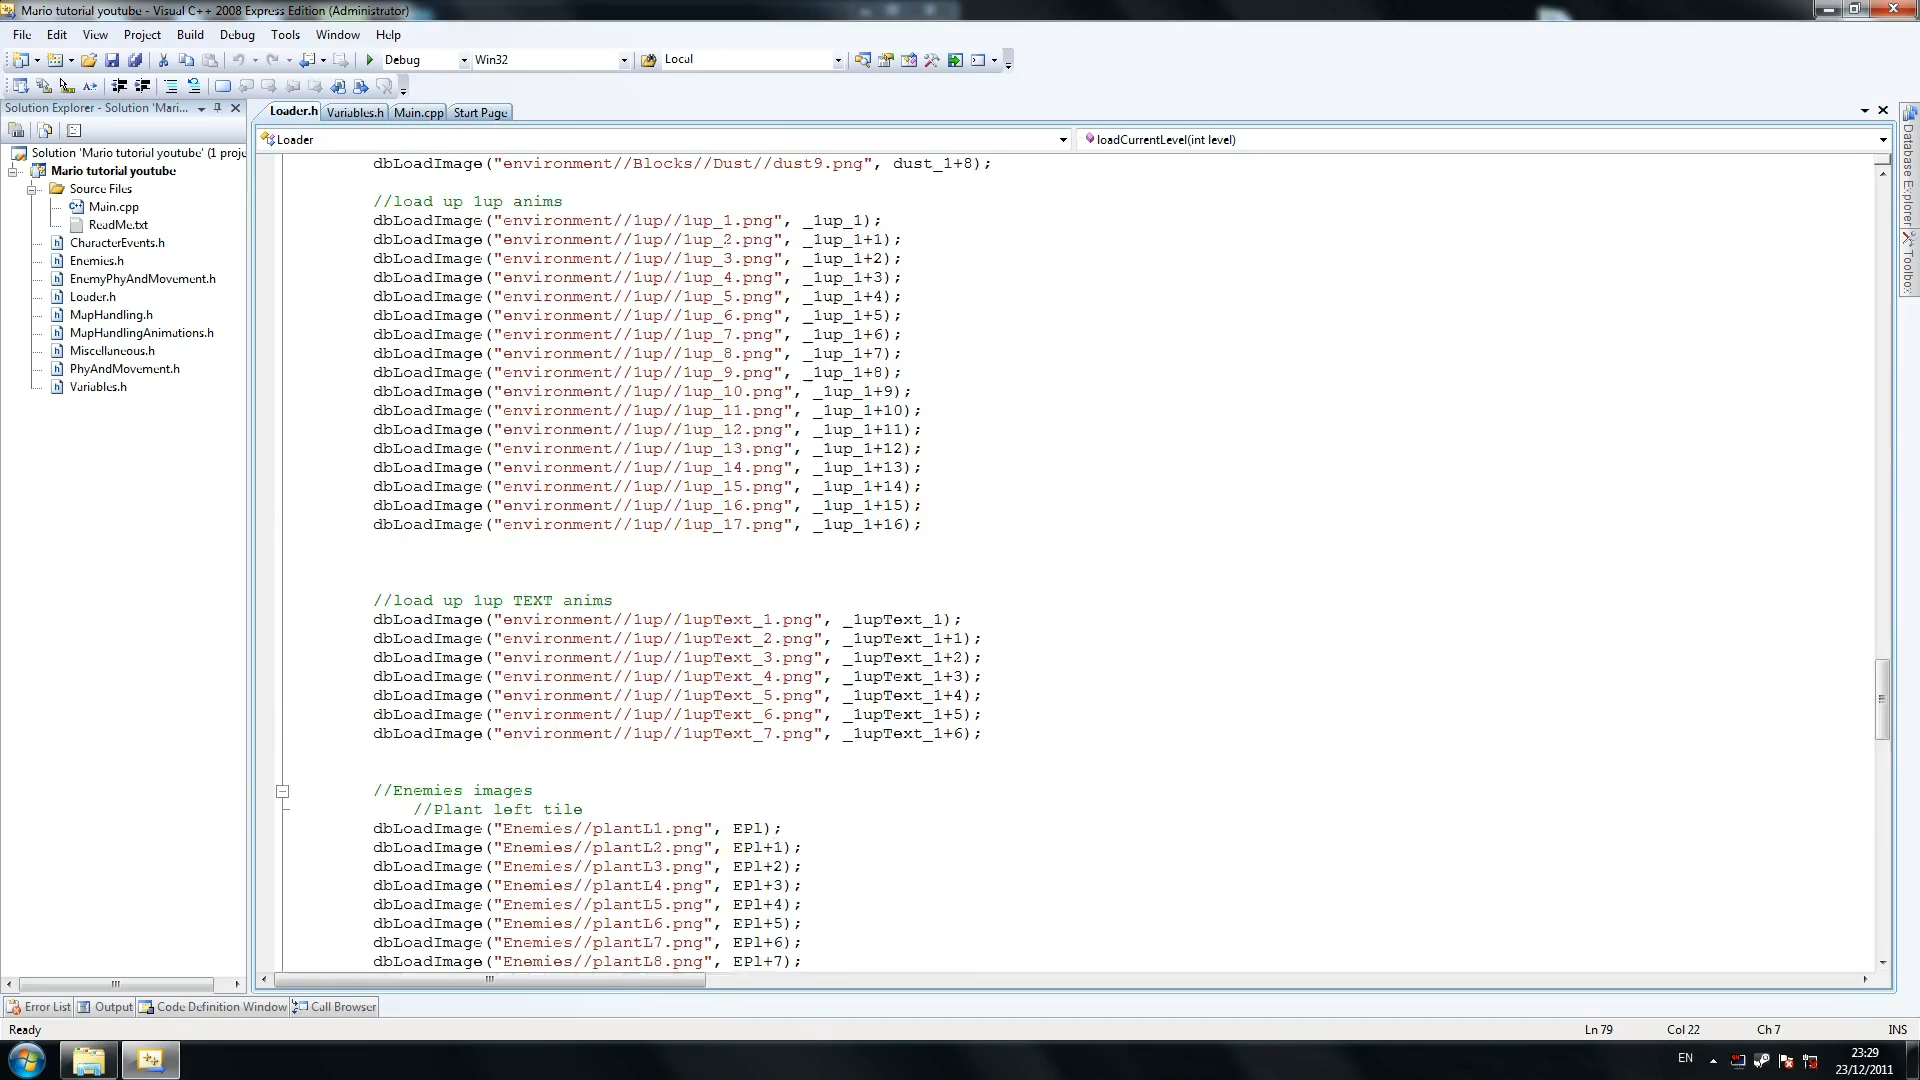 Mario tutorial youtube - Visual C++ 2008 Express Edition (Administrator)
File Edit View Project Build Debug Tools Window Help
Debug Win32 Local
Solution Explorer - Solution 'Mari...
Loader.h Variables.h Main.cpp Start Page
Loader loadCurrentLevel(int level)
Solution 'Mario tutorial youtube' (1 proje
Mario tutorial youtube
Source Files
Main.cpp
ReadMe.txt
CharacterEvents.h
Enemies.h
EnemyPhyAndMovement.h
Loader.h
MapHandling.h
MapHandlingAnimations.h
Miscellaneous.h
PhyAndMovement.h
Variables.h
dbLoadImage("environment//Blocks//Dust//dust9.png", dust_1+8);
//load up 1up anims
dbLoadImage("environment//1up//1up_1.png", _1up_1);
dbLoadImage("environment//1up//1up_2.png", _1up_1+1);
dbLoadImage("environment//1up//1up_3.png", _1up_1+2);
dbLoadImage("environment//1up//1up_4.png", _1up_1+3);
dbLoadImage("environment//1up//1up_5.png", _1up_1+4);
dbLoadImage("environment//1up//1up_6.png", _1up_1+5);
dbLoadImage("environment//1up//1up_7.png", _1up_1+6);
dbLoadImage("environment//1up//1up_8.png", _1up_1+7);
dbLoadImage("environment//1up//1up_9.png", _1up_1+8);
dbLoadImage("environment//1up//1up_10.png", _1up_1+9);
dbLoadImage("environment//1up//1up_11.png", _1up_1+10);
dbLoadImage("environment//1up//1up_12.png", _1up_1+11);
dbLoadImage("environment//1up//1up_13.png", _1up_1+12);
dbLoadImage("environment//1up//1up_14.png", _1up_1+13);
dbLoadImage("environment//1up//1up_15.png", _1up_1+14);
dbLoadImage("environment//1up//1up_16.png", _1up_1+15);
dbLoadImage("environment//1up//1up_17.png", _1up_1+16);
//load up 1up TEXT anims
dbLoadImage("environment//1up//1upText_1.png", _1upText_1);
dbLoadImage("environment//1up//1upText_2.png", _1upText_1+1);
dbLoadImage("environment//1up//1upText_3.png", _1upText_1+2);
dbLoadImage("environment//1up//1upText_4.png", _1upText_1+3);
dbLoadImage("environment//1up//1upText_5.png", _1upText_1+4);
dbLoadImage("environment//1up//1upText_6.png", _1upText_1+5);
dbLoadImage("environment//1up//1upText_7.png", _1upText_1+6);
//Enemies images
//Plant left tile
dbLoadImage("Enemies//plantL1.png", EPl);
dbLoadImage("Enemies//plantL2.png", EPl+1);
dbLoadImage("Enemies//plantL3.png", EPl+2);
dbLoadImage("Enemies//plantL4.png", EPl+3);
dbLoadImage("Enemies//plantL5.png", EPl+4);
dbLoadImage("Enemies//plantL6.png", EPl+5);
dbLoadImage("Enemies//plantL7.png", EPl+6);
dbLoadImage("Enemies//plantL8.png", EPl+7);
Database Explorer
Toolbox
Error List Output Code Definition Window Call Browser
Ready Ln 79 Col 22 Ch 7 INS
EN 23:29
23/12/2011